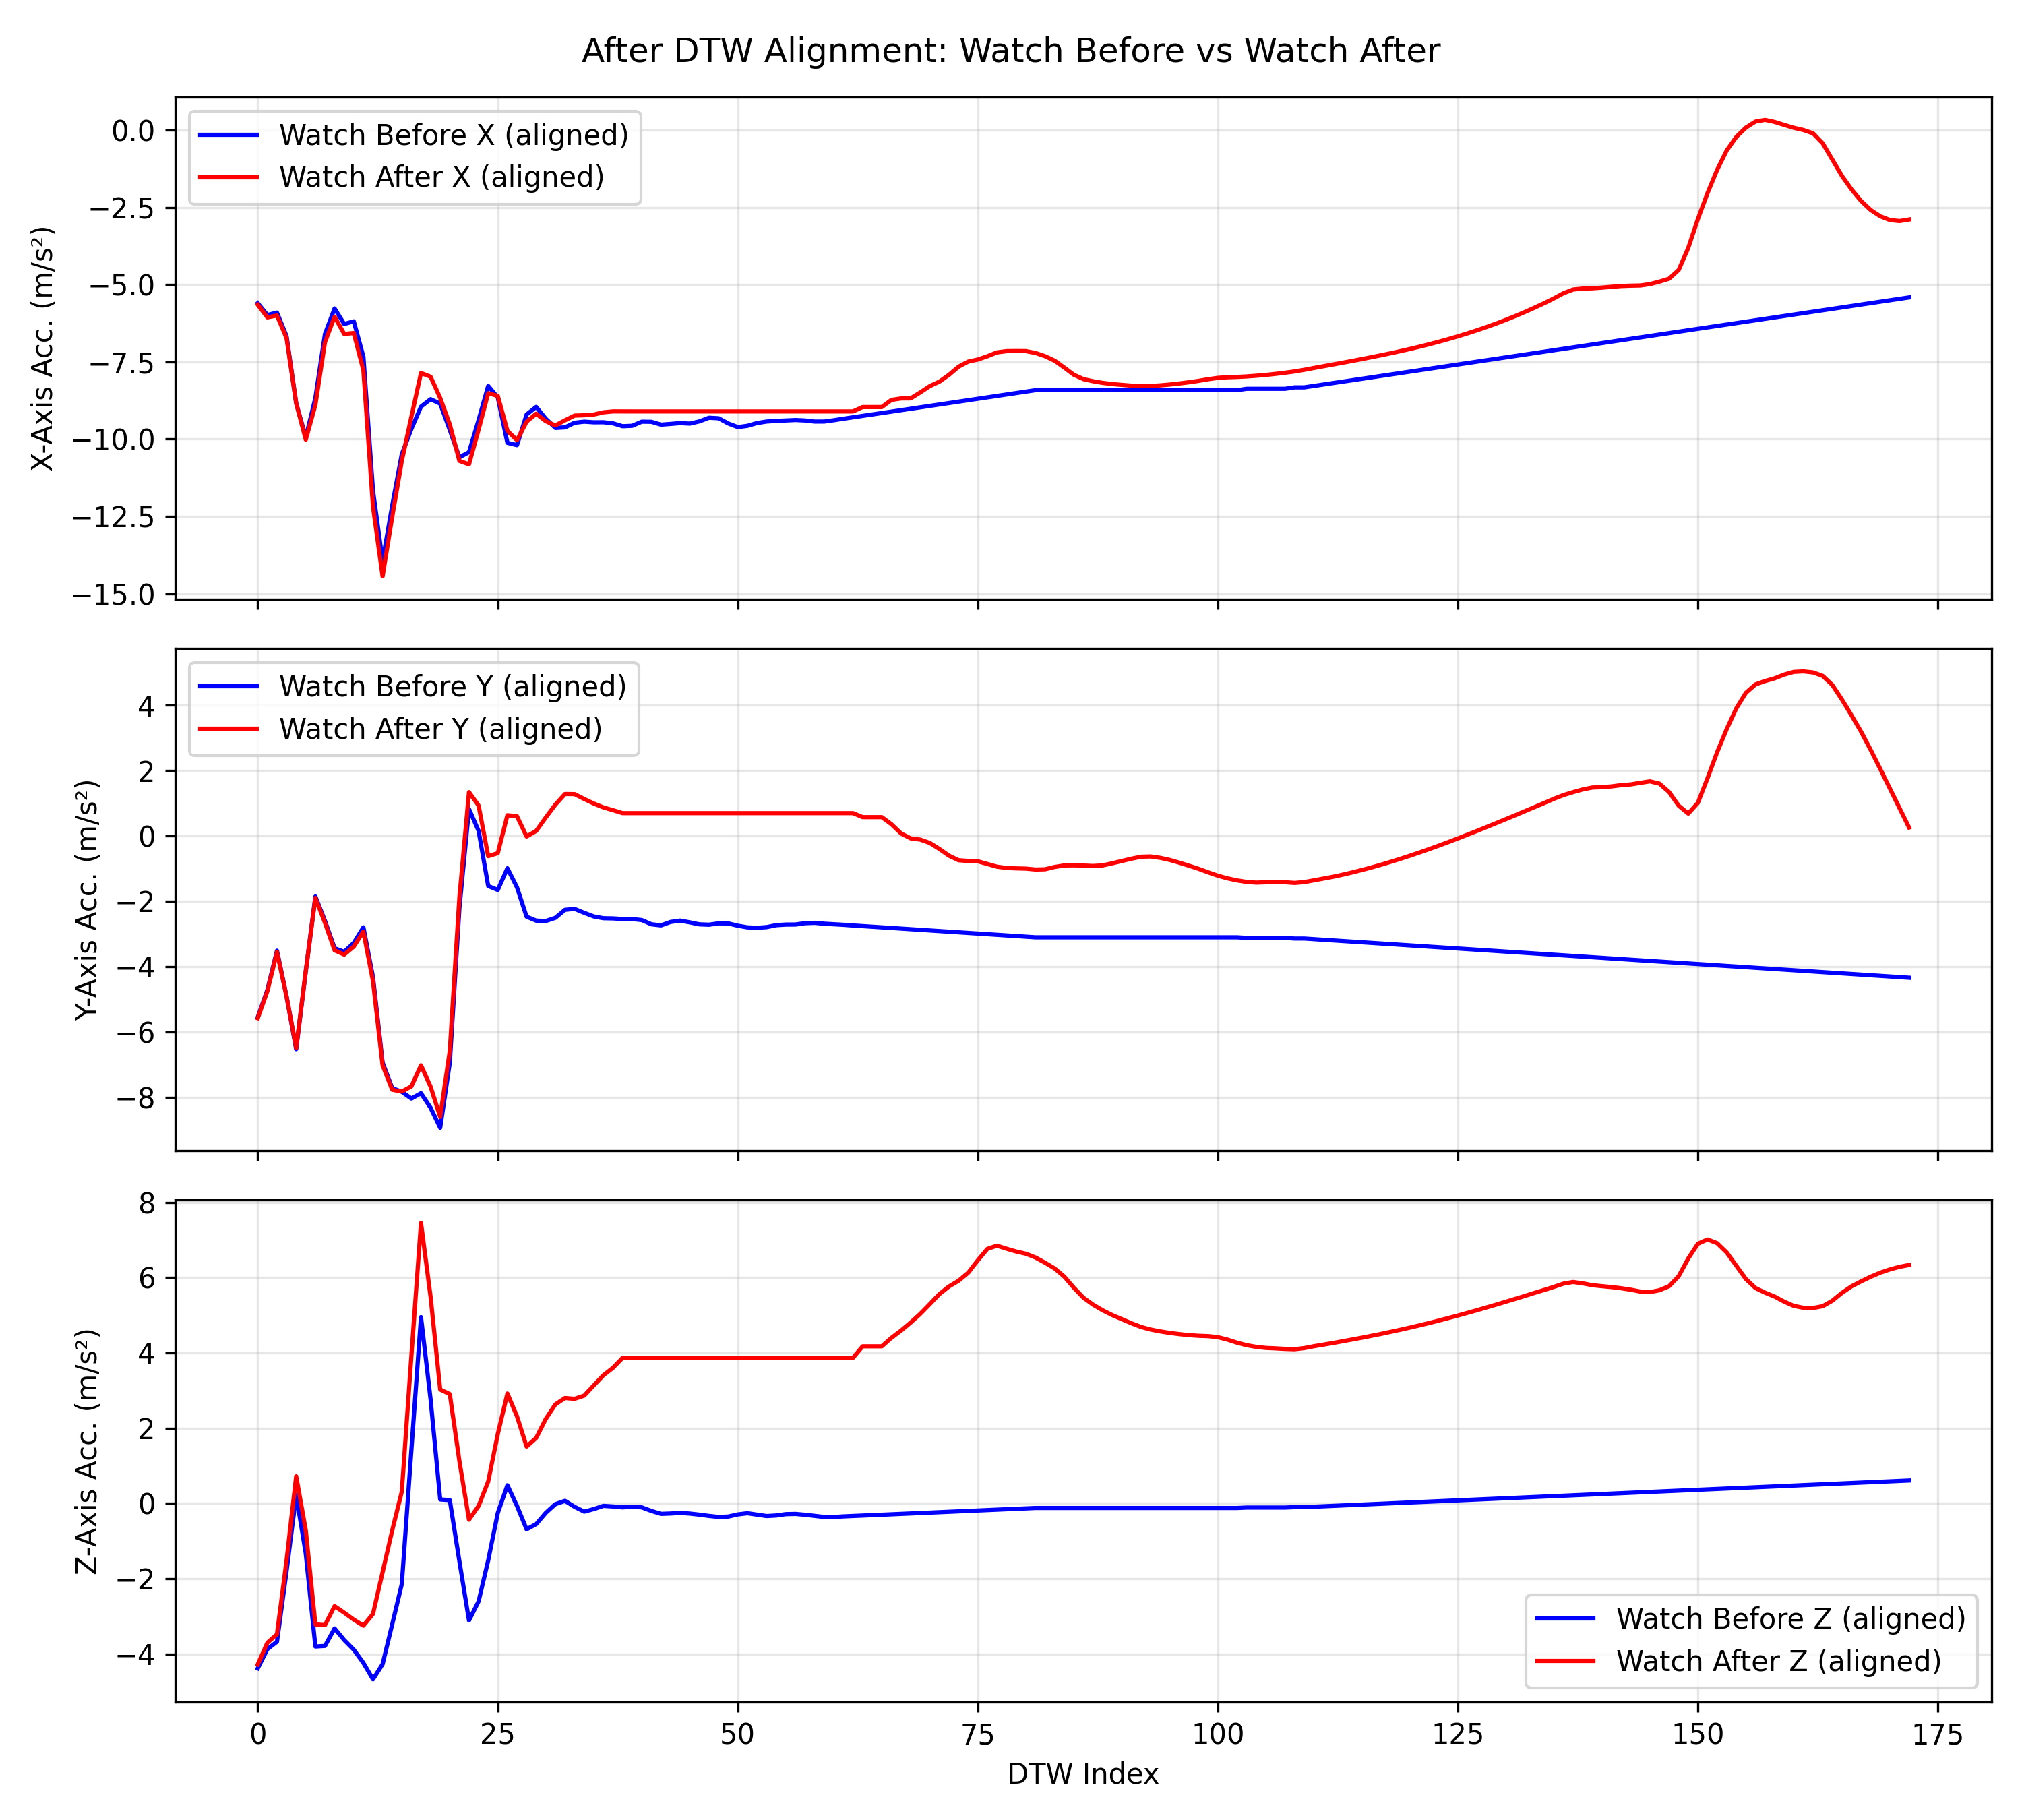 After DTW Alignment: Watch Before vs Watch After
Watch Before X (aligned)
Watch After X (aligned)
X-Axis Acc. (m/s²)
0.0
−2.5
−5.0
−7.5
−10.0
−12.5
−15.0
Watch Before Y (aligned)
Watch After Y (aligned)
Y-Axis Acc. (m/s²)
4
2
0
−2
−4
−6
−8
Z-Axis Acc. (m/s²)
8
6
4
2
0
−2
−4
Watch Before Z (aligned)
Watch After Z (aligned)
0 25 50 75 100 125 150 175
DTW Index